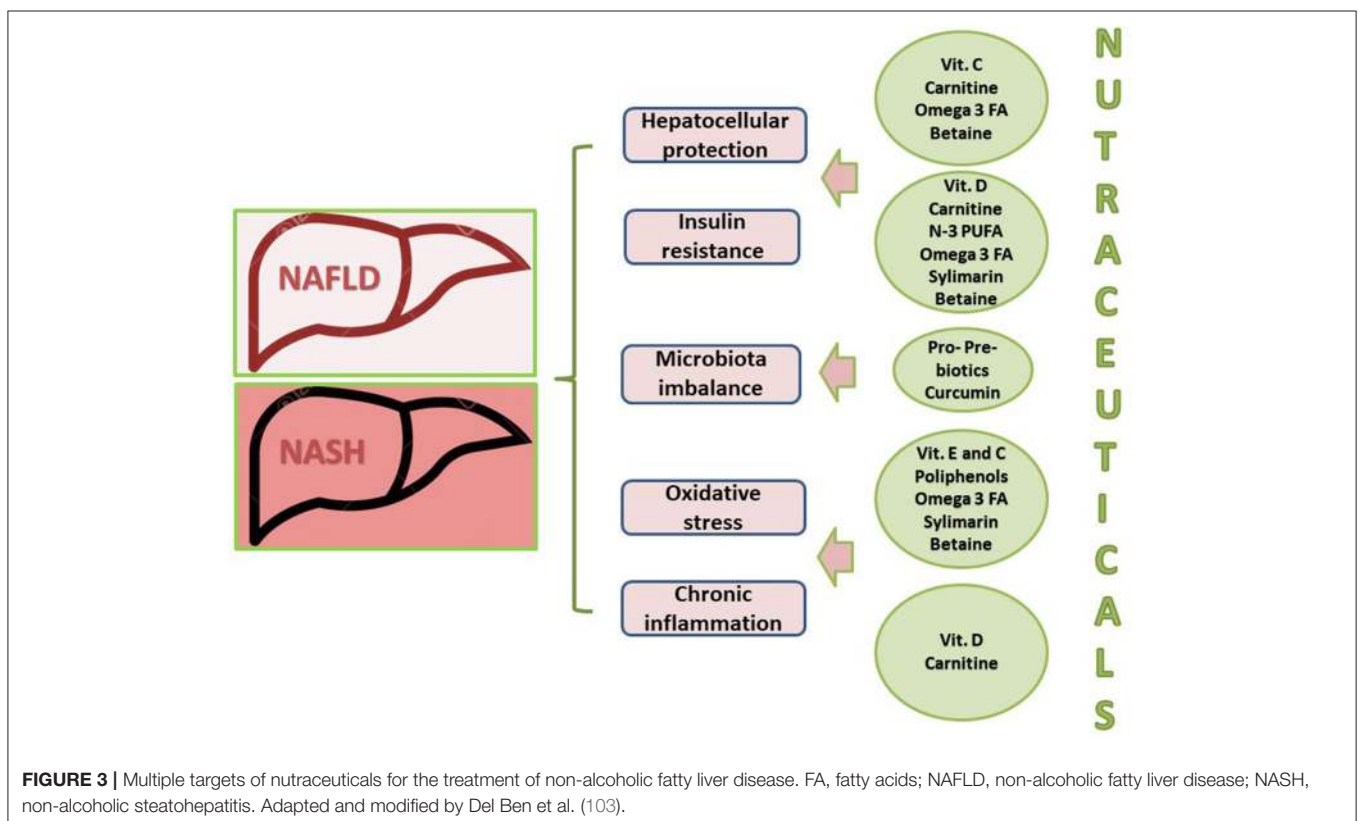 NAFLD
NASH
Hepatocellular
protection
Insulin
resistance
Microbiota
imbalance
Oxidative
stress
Chronic
inflammation
Vit. C
Carnitine
Omega 3 FA
Betaine
Vit. D
Carnitine
N-3 PUFA
Omega 3 FA
Sylimarin
Betaine
Pro- Pre-
biotics
Curcumin
Vit. E and C
Poliphenols
Omega 3 FA
Sylimarin
Betaine
Vit. D
Carnitine
N
U
T
R
A
C
E
U
T
I
C
A
L
S
FIGURE 3 | Multiple targets of nutraceuticals for the treatment of non-alcoholic fatty liver disease. FA, fatty acids; NAFLD, non-alcoholic fatty liver disease; NASH,
non-alcoholic steatohepatitis. Adapted and modified by Del Ben et al. (103).